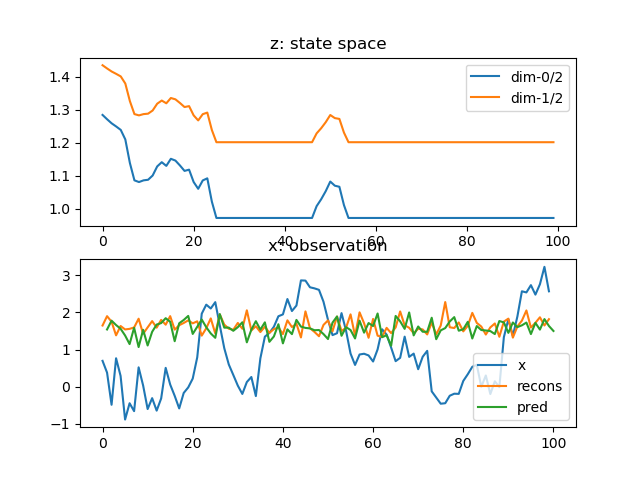 z: state space
1.4
1.3
1.2
1.1
1.0
dim-0/2
dim-1/2
0 20 40 60 80 100
x: observation
3
2
1
0
−1
x
recons
pred
0 20 40 60 80 100